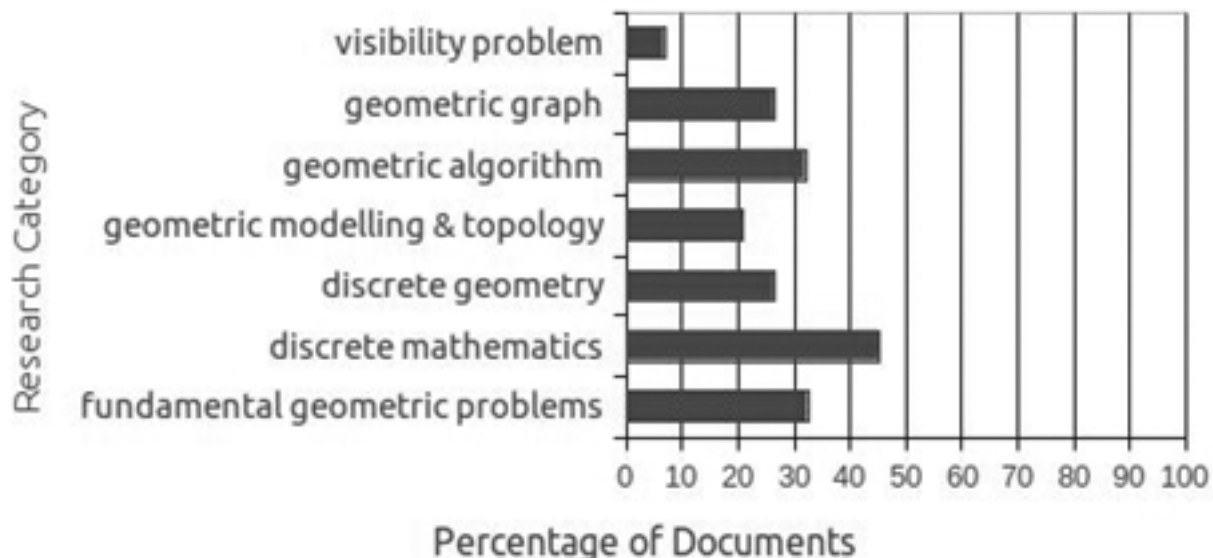 visibility problem
geometric graph
geometric algorithm
geometric modelling & topology
discrete geometry
discrete mathematics
fundamental geometric problems
Research Category
0 10 20 30 40 50 60 70 80 90 100
Percentage of Documents